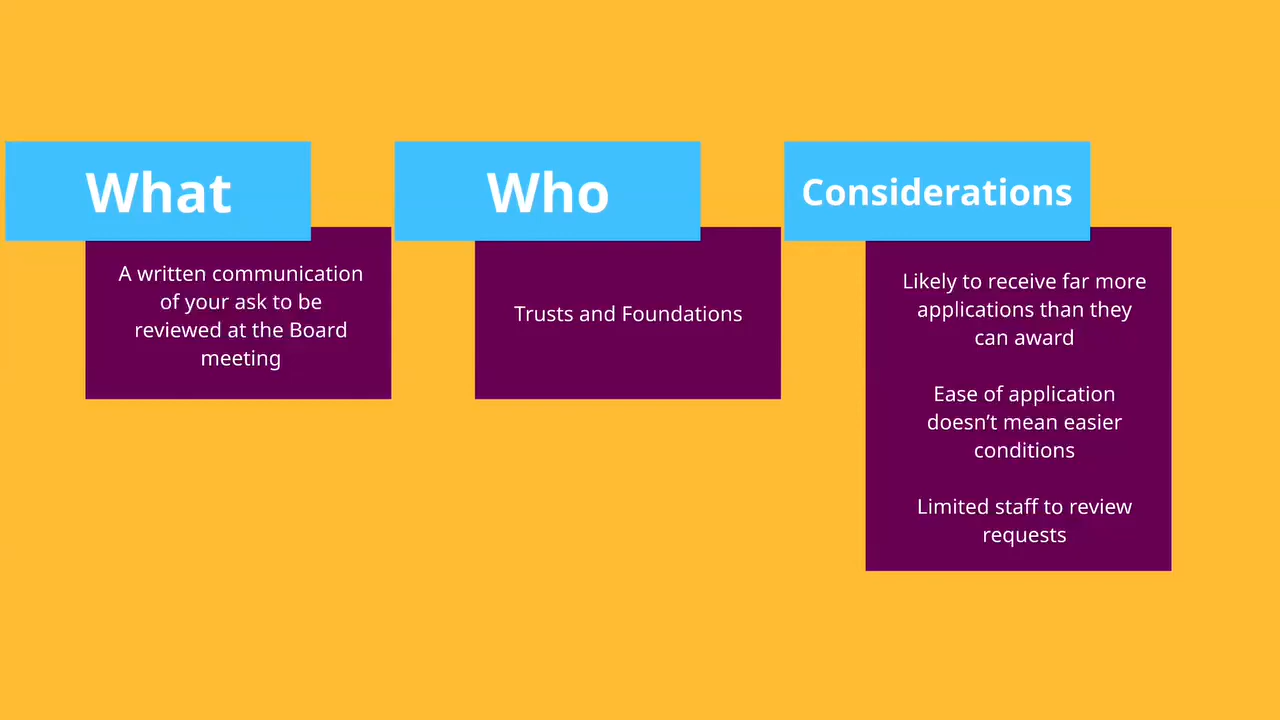 What
A written communication
of your ask to be
reviewed at the Board
meeting
Who
Trusts and Foundations
Considerations
Likely to receive far more
applications than they
can award
Ease of application
doesn’t mean easier
conditions
Limited staff to review
requests